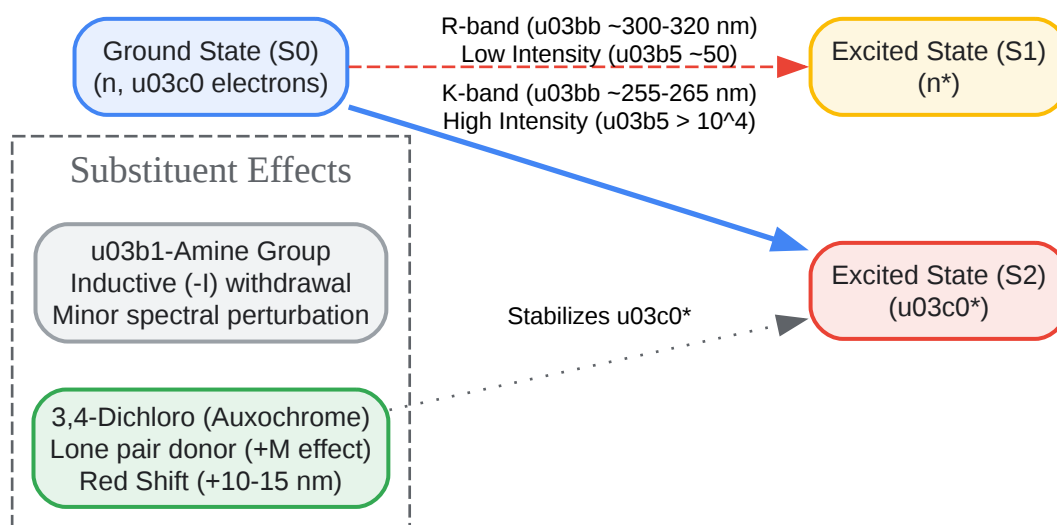 Ground State (S0)
(n, u03c0 electrons)
R-band (u03bb ~300-320 nm)
Low Intensity (u03b5 ~50)
K-band (u03bb ~255-265 nm)
High Intensity (u03b5 > 10^4)
Excited State (S1)
(n*)
Substituent Effects
u03b1-Amine Group
Inductive (-I) withdrawal
Minor spectral perturbation
Stabilizes u03c0*
Excited State (S2)
(u03c0*)
3,4-Dichloro (Auxochrome)
Lone pair donor (+M effect)
Red Shift (+10-15 nm)